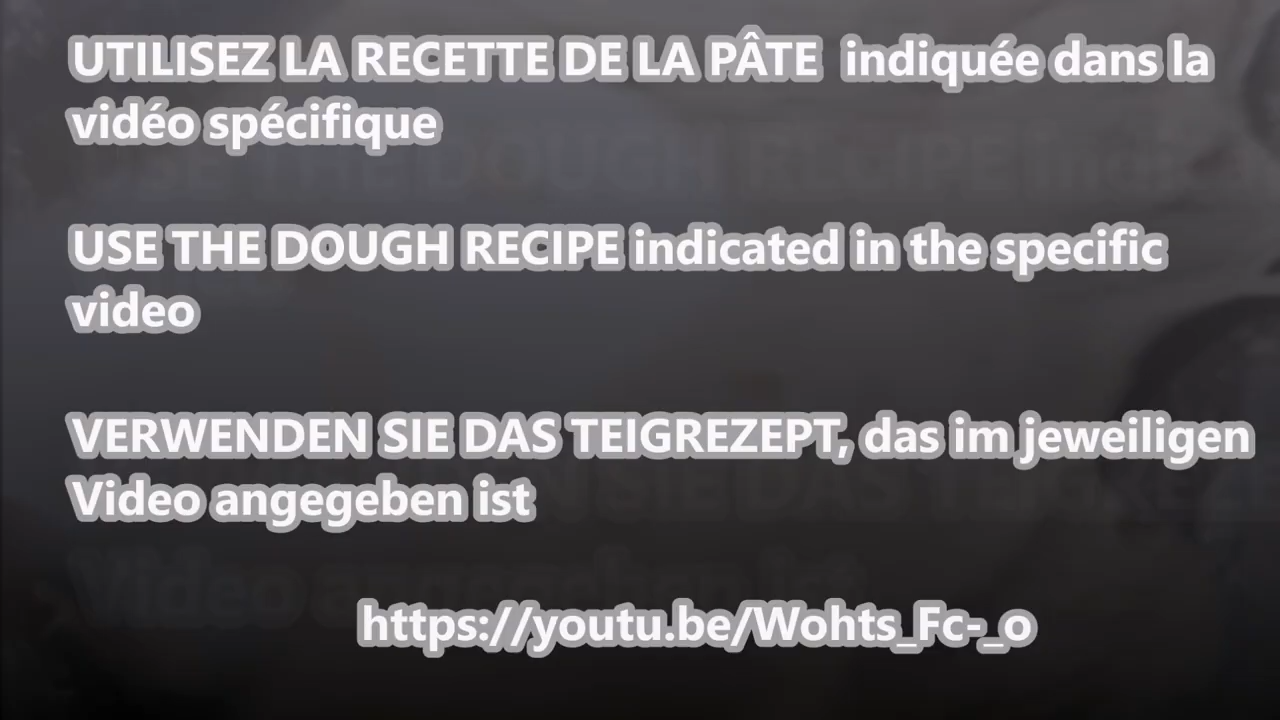 UTILISEZ LA RECETTE DE LA PÂTE indiquée dans la
vidéo spécifique
USE THE DOUGH RECIPE indicated in the specific
video
VERWENDEN SIE DAS TEIGREZEPT, das im jeweiligen
Video angegeben ist
https://youtu.be/Wohts_Fc-_o